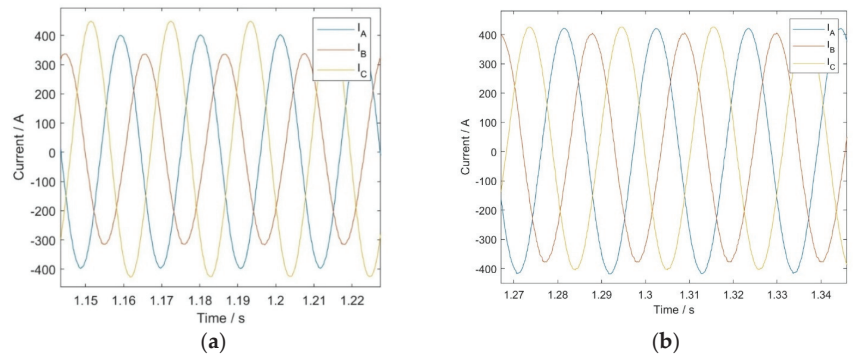 400
300
200
100
0
-100
-200
-300
-400
Current / A
I_A
I_B
I_C
1.15 1.16 1.17 1.18 1.19 1.2 1.21 1.22
Time / s
(a)
400
300
200
100
0
-100
-200
-300
-400
Current / A
I_A
I_B
I_C
1.27 1.28 1.29 1.3 1.31 1.32 1.33 1.34
Time / s
(b)